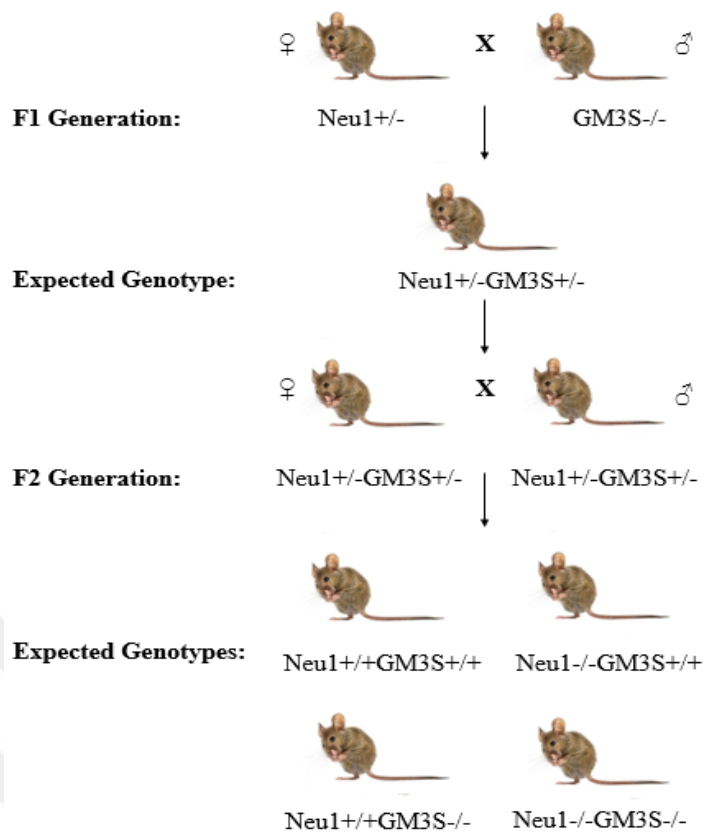 ♀ X ♂
F1 Generation: Neu1+/- GM3S-/-
Expected Genotype: Neu1+/-GM3S+/-
♀ X ♂
F2 Generation: Neu1+/-GM3S+/- Neu1+/-GM3S+/-
Expected Genotypes: Neu1+/+GM3S+/+ Neu1-/-GM3S+/+
Neu1+/+GM3S-/- Neu1-/-GM3S-/-